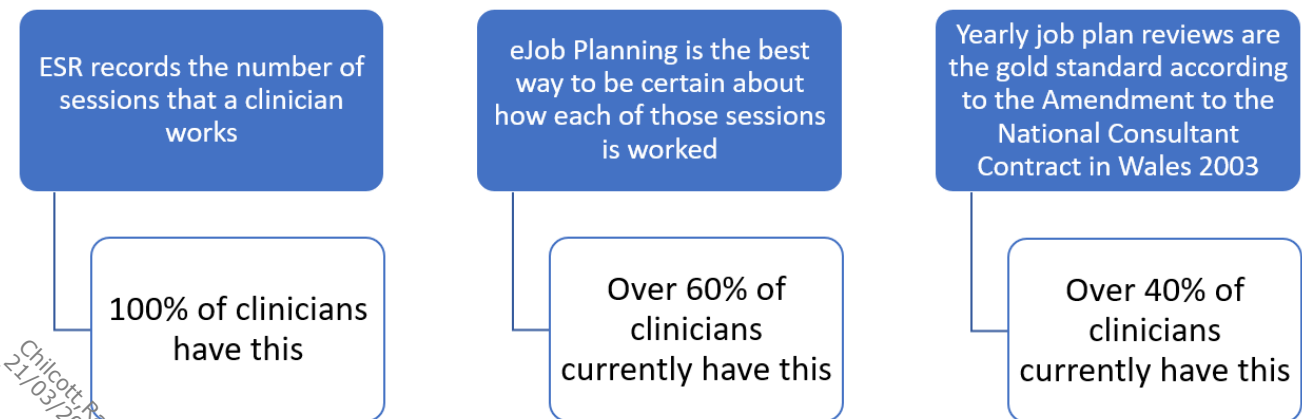 ESR records the number of
sessions that a clinician
works
100% of clinicians
have this
eJob Planning is the best
way to be certain about
how each of those sessions
is worked
Over 60% of
clinicians
currently have this
Yearly job plan reviews are
the gold standard according
to the Amendment to the
National Consultant
Contract in Wales 2003
Over 40% of
clinicians
currently have this
Chilcott,
21/03/